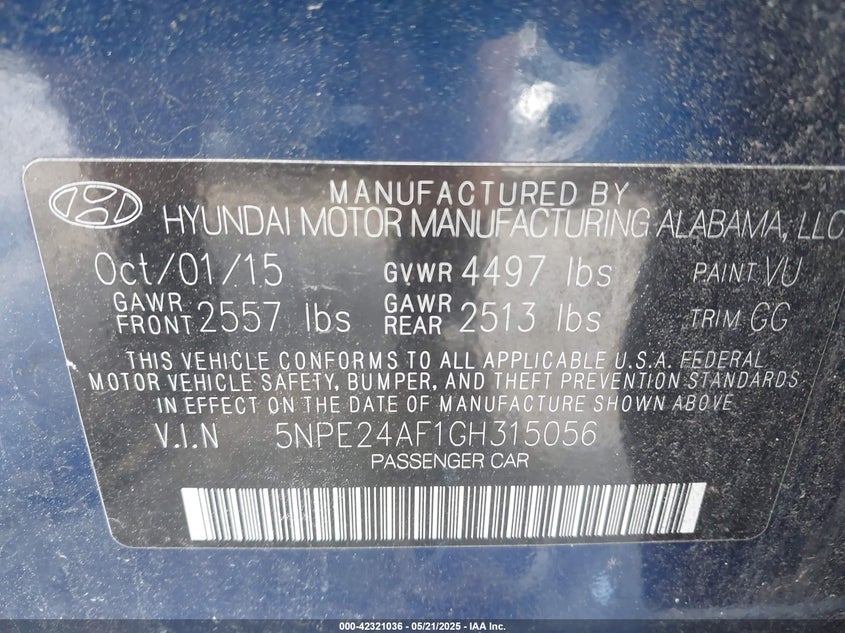 MANUFACTURED BY
HYUNDAI MOTOR MANUFACTURING ALABAMA, LLC
Oct/01/15 GVWR 4497 lbs PAINT VU
GAWR FRONT 2557 lbs GAWR REAR 2513 lbs TRIM GG
THIS VEHICLE CONFORMS TO ALL APPLICABLE U.S.A. FEDERAL
MOTOR VEHICLE SAFETY, BUMPER, AND THEFT PREVENTION STANDARDS
IN EFFECT ON THE DATE OF MANUFACTURE SHOWN ABOVE
V.I.N 5NPE24AF1GH315056
PASSENGER CAR
000-42321036 - 05/21/2025 - IAA Inc.